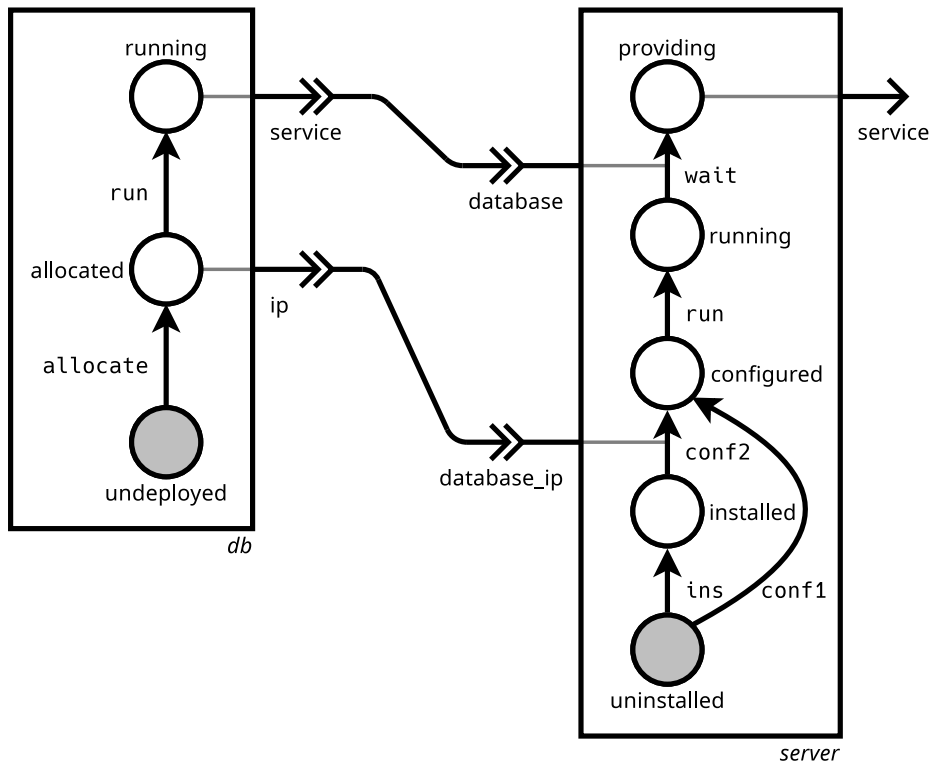 running
service
run
allocated
ip
allocate
undeployed
db
database
database_ip
providing
service
wait
running
run
configured
conf2
installed
ins
conf1
uninstalled
server